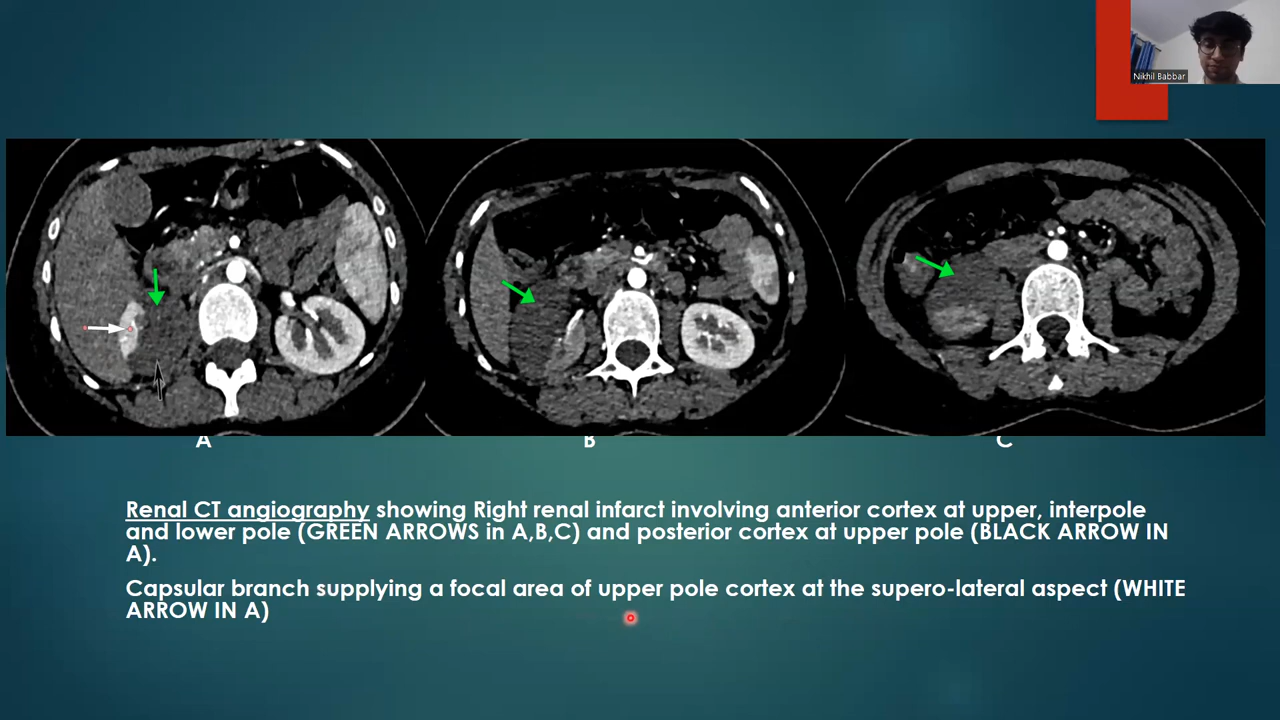 Nikhil Babbar
A
B
C
Renal CT angiography showing Right renal infarct involving anterior cortex at upper, interpole
and lower pole (GREEN ARROWS in A,B,C) and posterior cortex at upper pole (BLACK ARROW IN
A).
Capsular branch supplying a focal area of upper pole cortex at the supero-lateral aspect (WHITE
ARROW IN A)